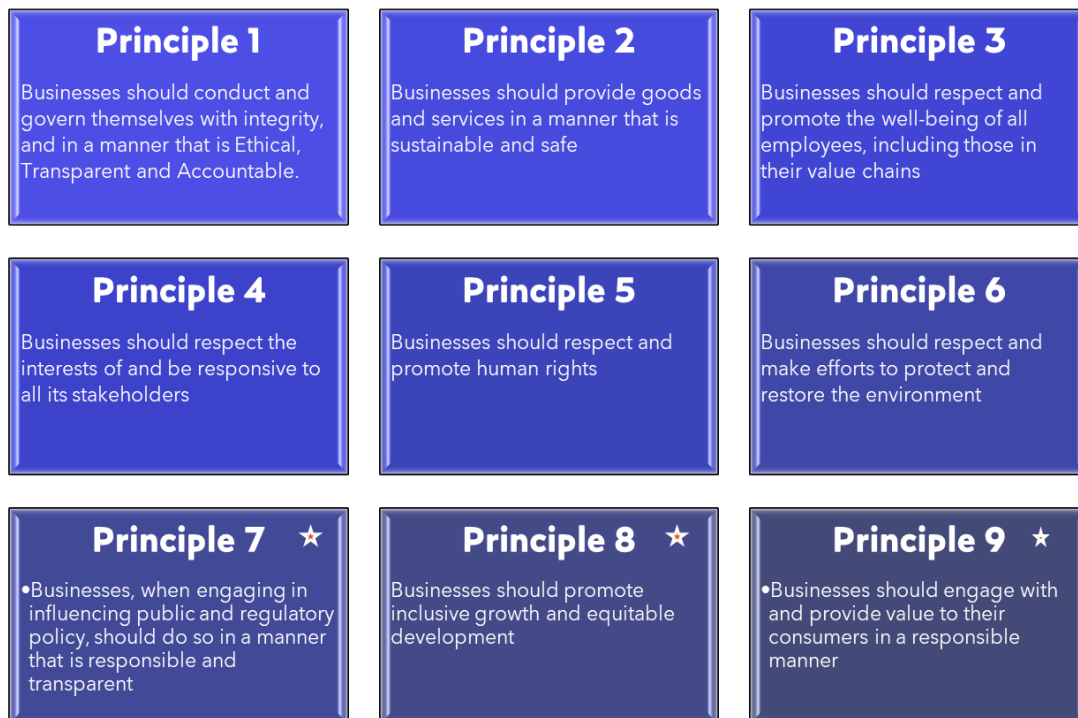 Principle 1
Businesses should conduct and
govern themselves with integrity,
and in a manner that is Ethical,
Transparent and Accountable.
Principle 2
Businesses should provide goods
and services in a manner that is
sustainable and safe
Principle 3
Businesses should respect and
promote the well-being of all
employees, including those in
their value chains
Principle 4
Businesses should respect the
interests of and be responsive to
all its stakeholders
Principle 5
Businesses should respect and
promote human rights
Principle 6
Businesses should respect and
make efforts to protect and
restore the environment
Principle 7
•Businesses, when engaging in
influencing public and regulatory
policy, should do so in a manner
that is responsible and
transparent
Principle 8
Businesses should promote
inclusive growth and equitable
development
Principle 9
•Businesses should engage with
and provide value to their
consumers in a responsible
manner